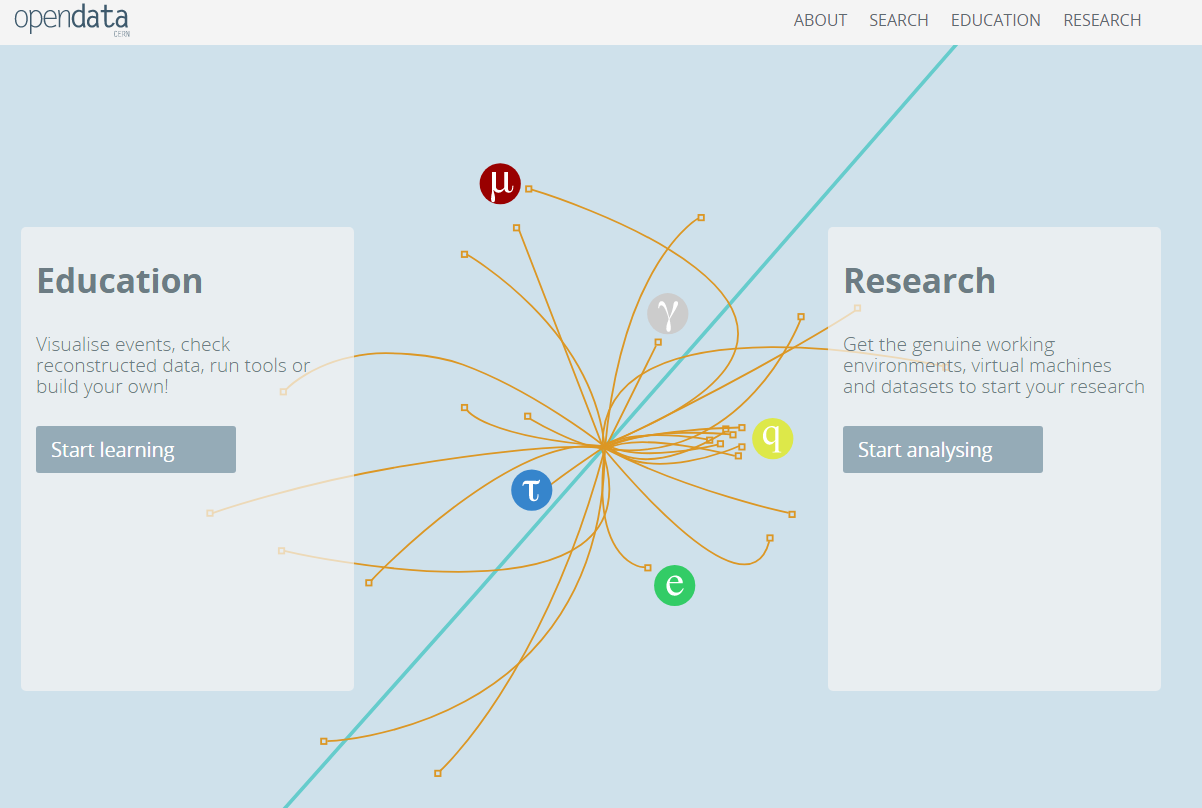 opendata
CERN
ABOUT SEARCH EDUCATION RESEARCH
μ
γ
q
τ
e
Education
Visualise events, check
reconstructed data, run tools or
build your own!
Start learning
Research
Get the genuine working
environments, virtual machines
and datasets to start your research
Start analysing